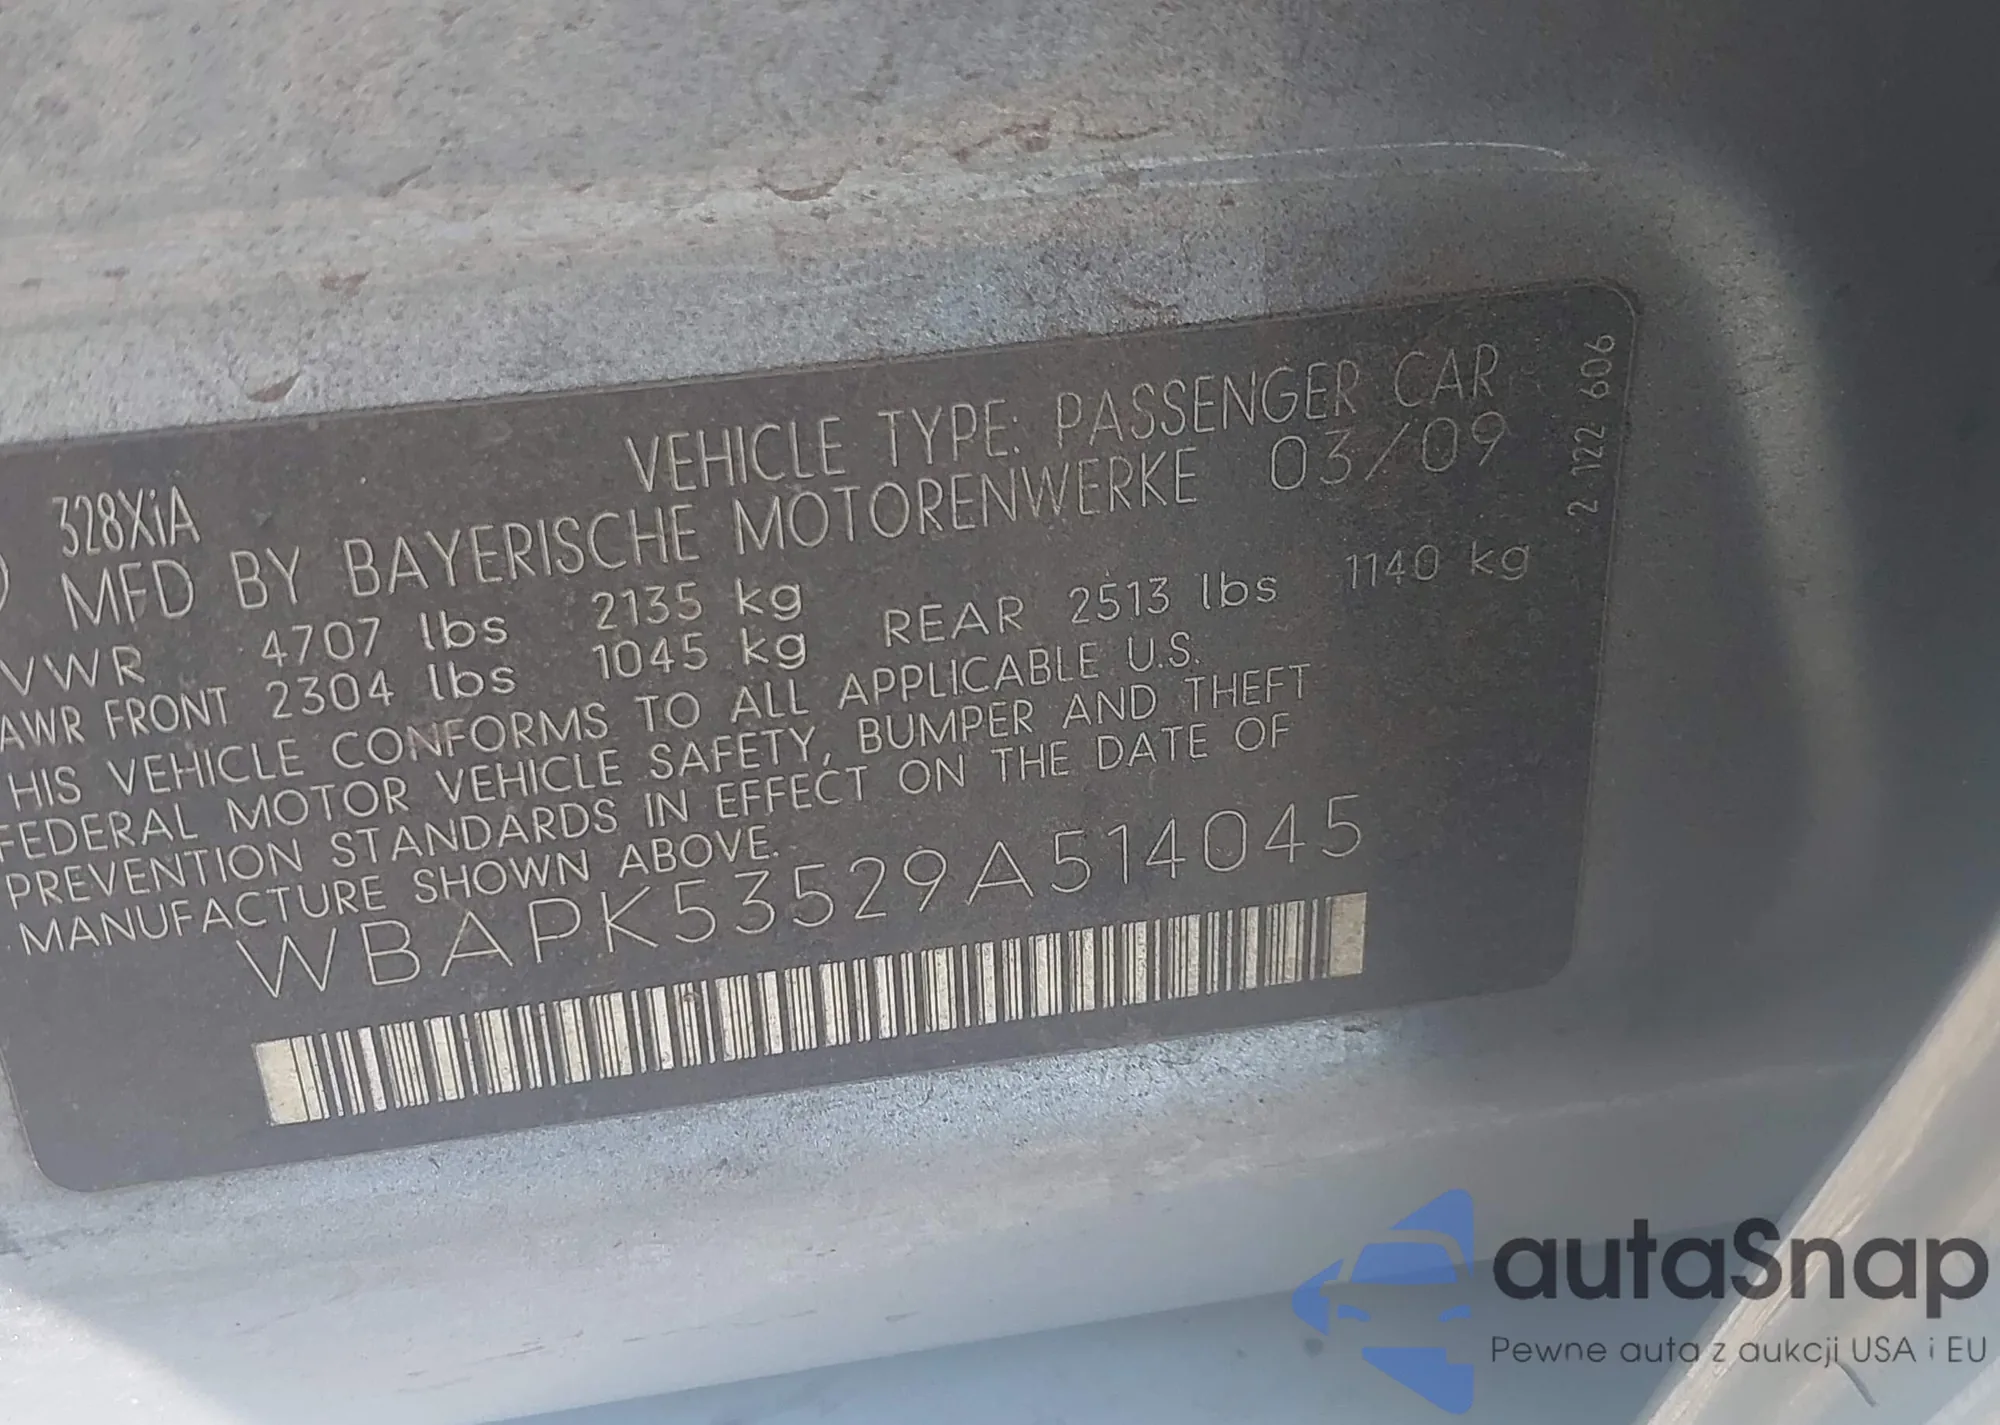 VEHICLE TYPE: PASSENGER CAR
328XiA
MFD BY BAYERISCHE MOTORENWERKE 03/09
VWR 4707 lbs 2135 kg
AWR FRONT 2304 lbs 1045 kg REAR 2513 lbs 1140 kg
HIS VEHICLE CONFORMS TO ALL APPLICABLE U.S.
FEDERAL MOTOR VEHICLE SAFETY, BUMPER AND THEFT
PREVENTION STANDARDS IN EFFECT ON THE DATE OF
MANUFACTURE SHOWN ABOVE.
WBAPK53529A514045
2 122 606
autaSnap
Pewne auta z aukcji USA i EU